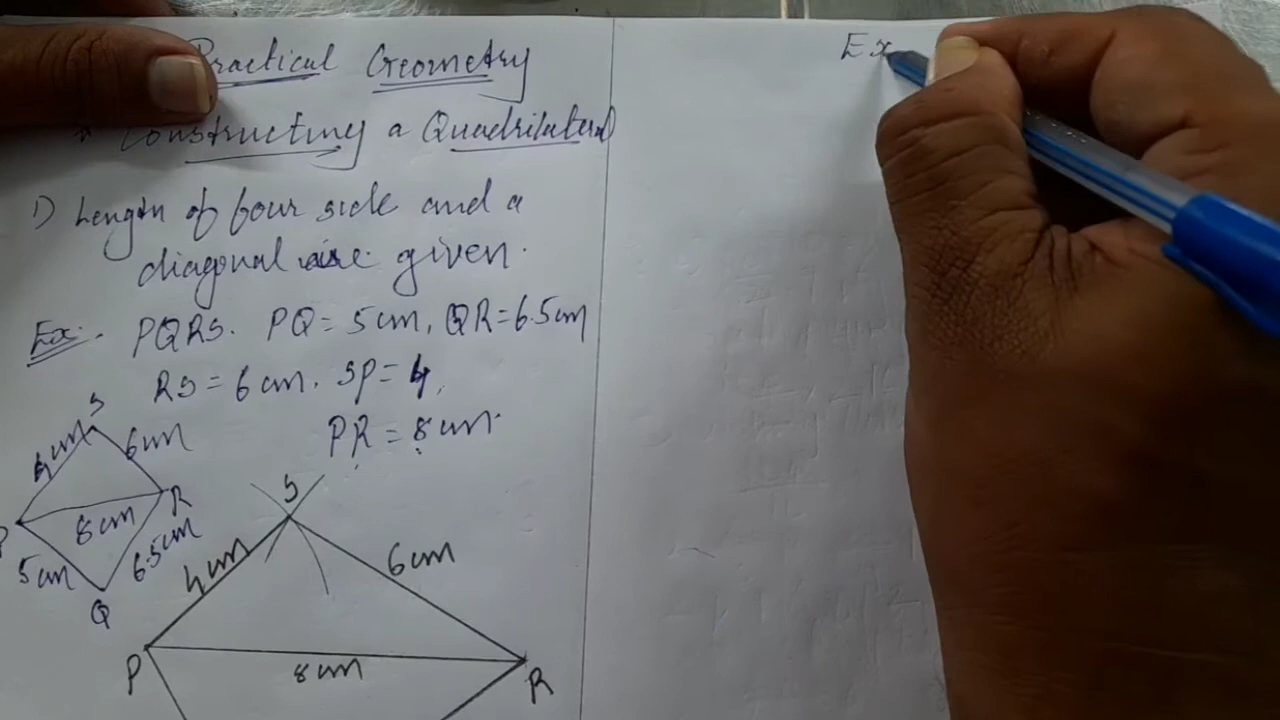 Practical Geometry
* Constructing a Quadrilateral
1) Length of four side and a
diagonal are given.
Ex:- PQRS. PQ = 5cm, QR = 6.5cm
RS = 6cm. SP = 4,
PR = 8cm.
S
4cm
6cm
P
R
8cm
5cm
6.5cm
Q
S
4cm
6cm
P
8cm
R
Ex